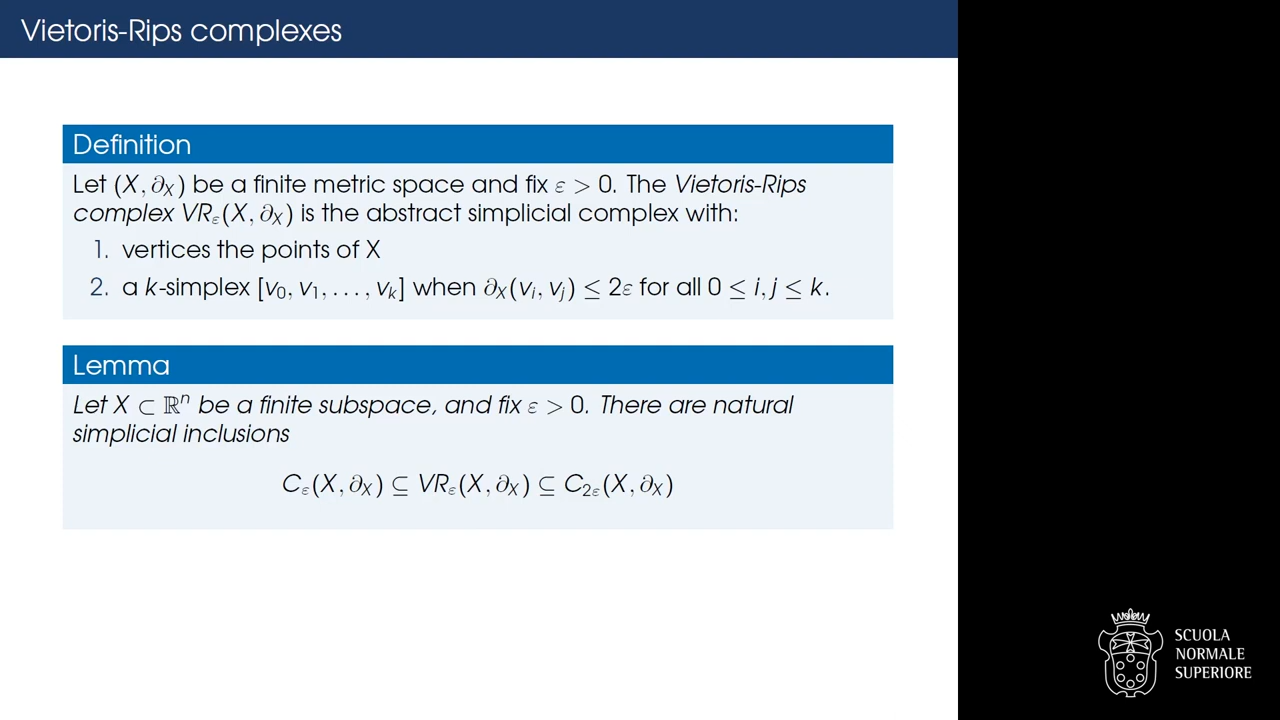 Vietoris-Rips complexes
Definition
Let (X, ∂_X) be a finite metric space and fix ε > 0. The Vietoris-Rips
complex VR_ε(X, ∂_X) is the abstract simplicial complex with:
1. vertices the points of X
2. a k-simplex [v₀, v₁, . . . , v_k] when ∂_X(v_i, v_j) ≤ 2ε for all 0 ≤ i, j ≤ k.
Lemma
Let X ⊂ ℝⁿ be a finite subspace, and fix ε > 0. There are natural
simplicial inclusions
C_ε(X, ∂_X) ⊆ VR_ε(X, ∂_X) ⊆ C_2ε(X, ∂_X)
SCUOLA
NORMALE
SUPERIORE